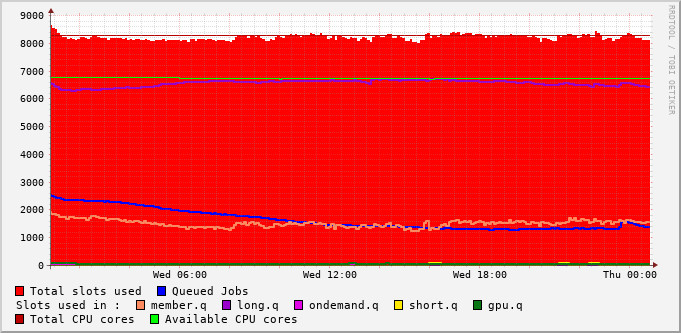 9000
8000
7000
6000
5000
4000
3000
2000
1000
0
Wed 06:00 Wed 12:00 Wed 18:00 Thu 00:00
Total slots used Queued Jobs
Slots used in : member.q long.q ondemand.q short.q gpu.q
Total CPU cores Available CPU cores
RRDTOOL / TOBI OETIKER